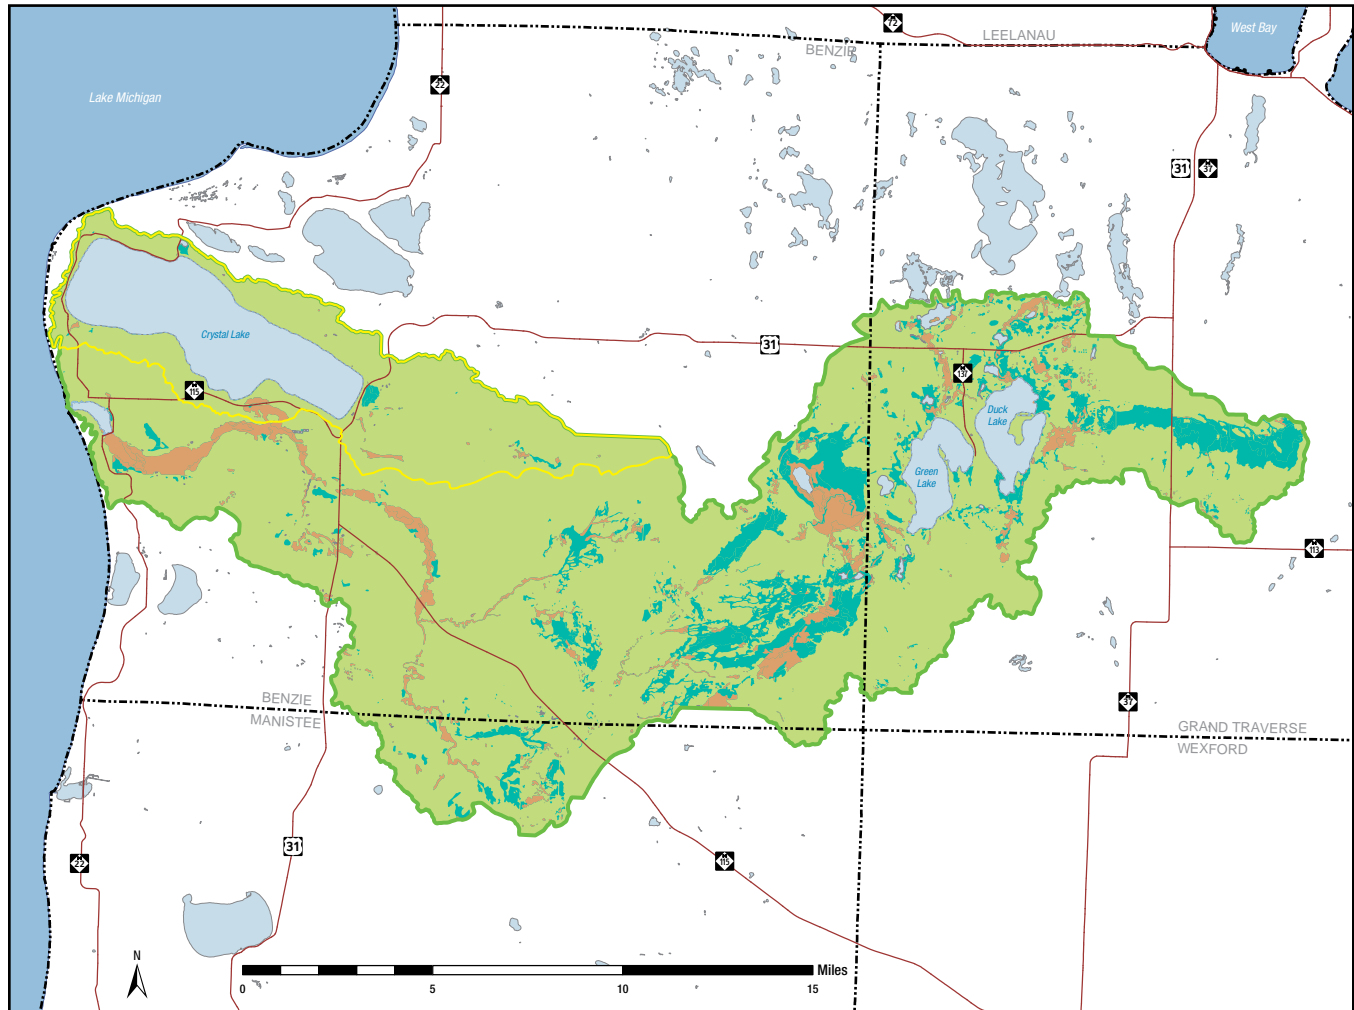 72
LEELANAU
West Bay
BENZIE
M
22
Lake Michigan
31
M
37
Crystal Lake
31
M
137
M
115
Duck
Lake
Green
Lake
M
113
BENZIE
MANISTEE
M
37
GRAND TRAVERSE
WEXFORD
31
M
22
M
115
N
Miles
0
5
10
15